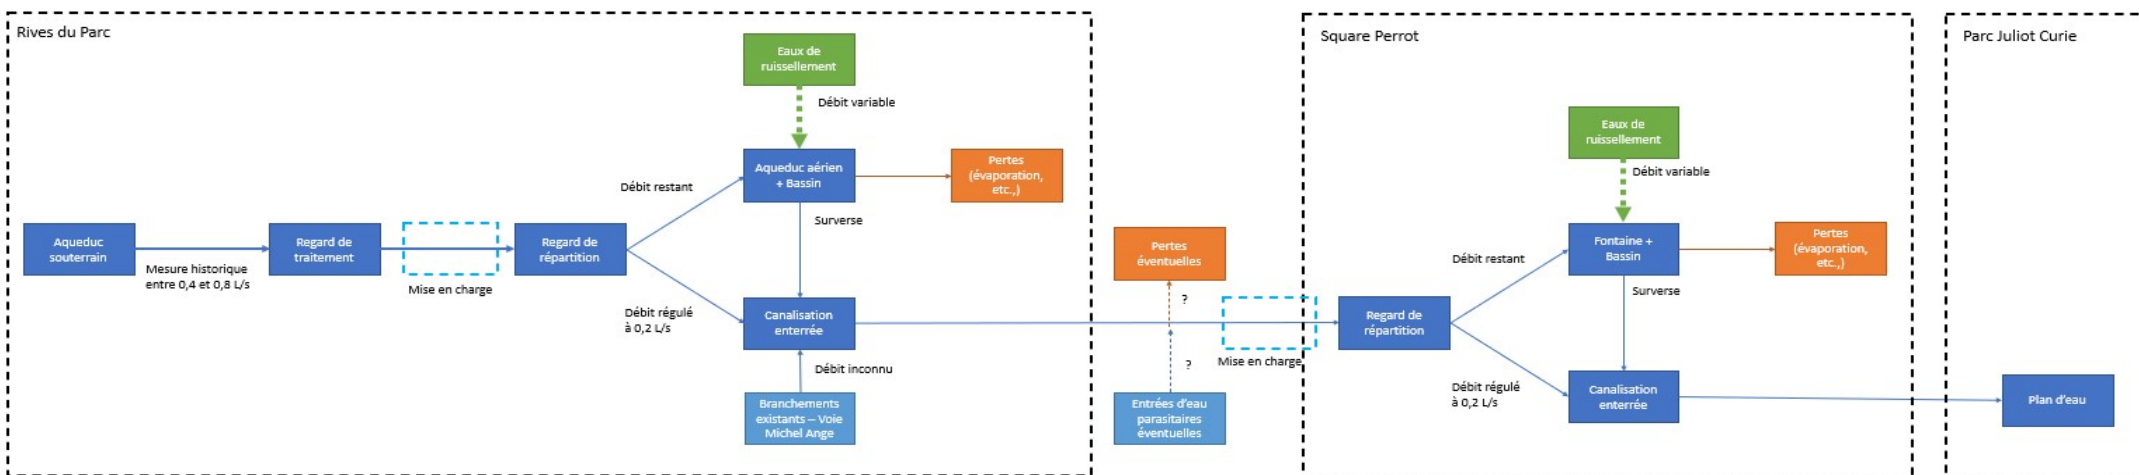 Rives du Parc
Eaux de
ruissellement
Débit variable
Aqueduc aérien
+ Bassin
Pertes
(évaporation,
etc.,)
Débit restant
Surverse
Aqueduc
souterrain
Mesure historique
entre 0,4 et 0,8 L/s
Regard de
traitement
Mise en charge
Regard de
répartition
Débit régulé
à 0,2 L/s
Canalisation
enterrée
Débit inconnu
Branchements
existants – Voie
Michel Ange
Pertes
éventuelles
?
?
Entrées d'eau
parasitaires
éventuelles
Mise en charge
Square Perrot
Eaux de
ruissellement
Débit variable
Regard de
répartition
Débit restant
Fontaine +
Bassin
Pertes
(évaporation,
etc.,)
Surverse
Débit régulé
à 0,2 L/s
Canalisation
enterrée
Parc Juliot Curie
Plan d'eau